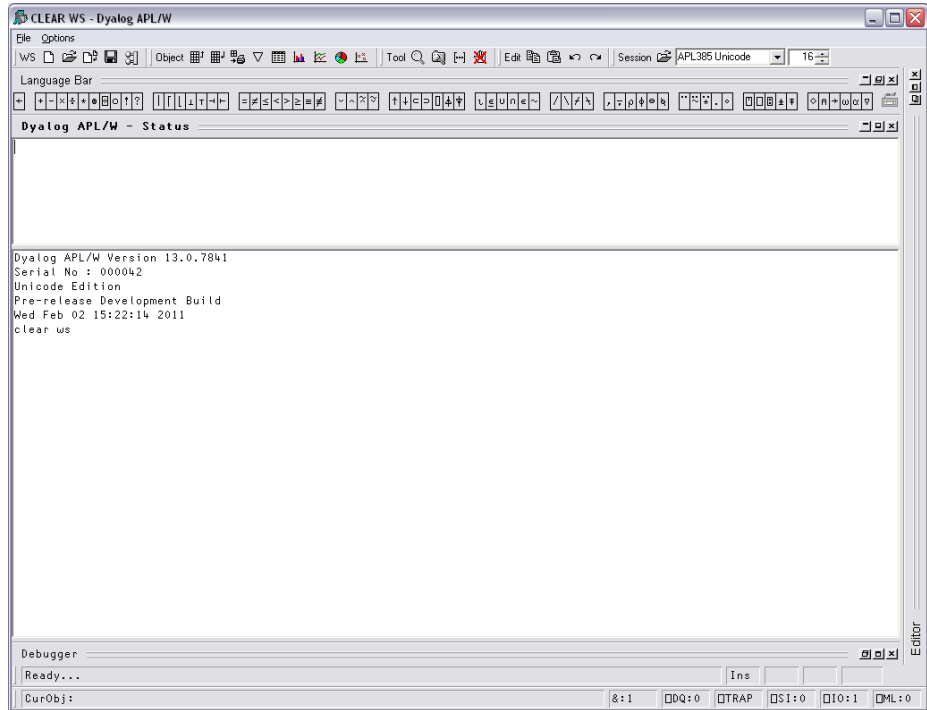 CLEAR WS - Dyalog APL/W
File Options
WS Object Tool Edit Session APL385 Unicode 16
Language Bar
Dyalog APL/W - Status
Dyalog APL/W Version 13.0.7841
Serial No : 000042
Unicode Edition
Pre-release Development Build
Wed Feb 02 15:22:14 2011
clear ws
Editor
Debugger
Ready...
Ins
CurObj:
&:1 ⎕DQ:0 ⎕TRAP ⎕SI:0 ⎕IO:1 ⎕ML:0